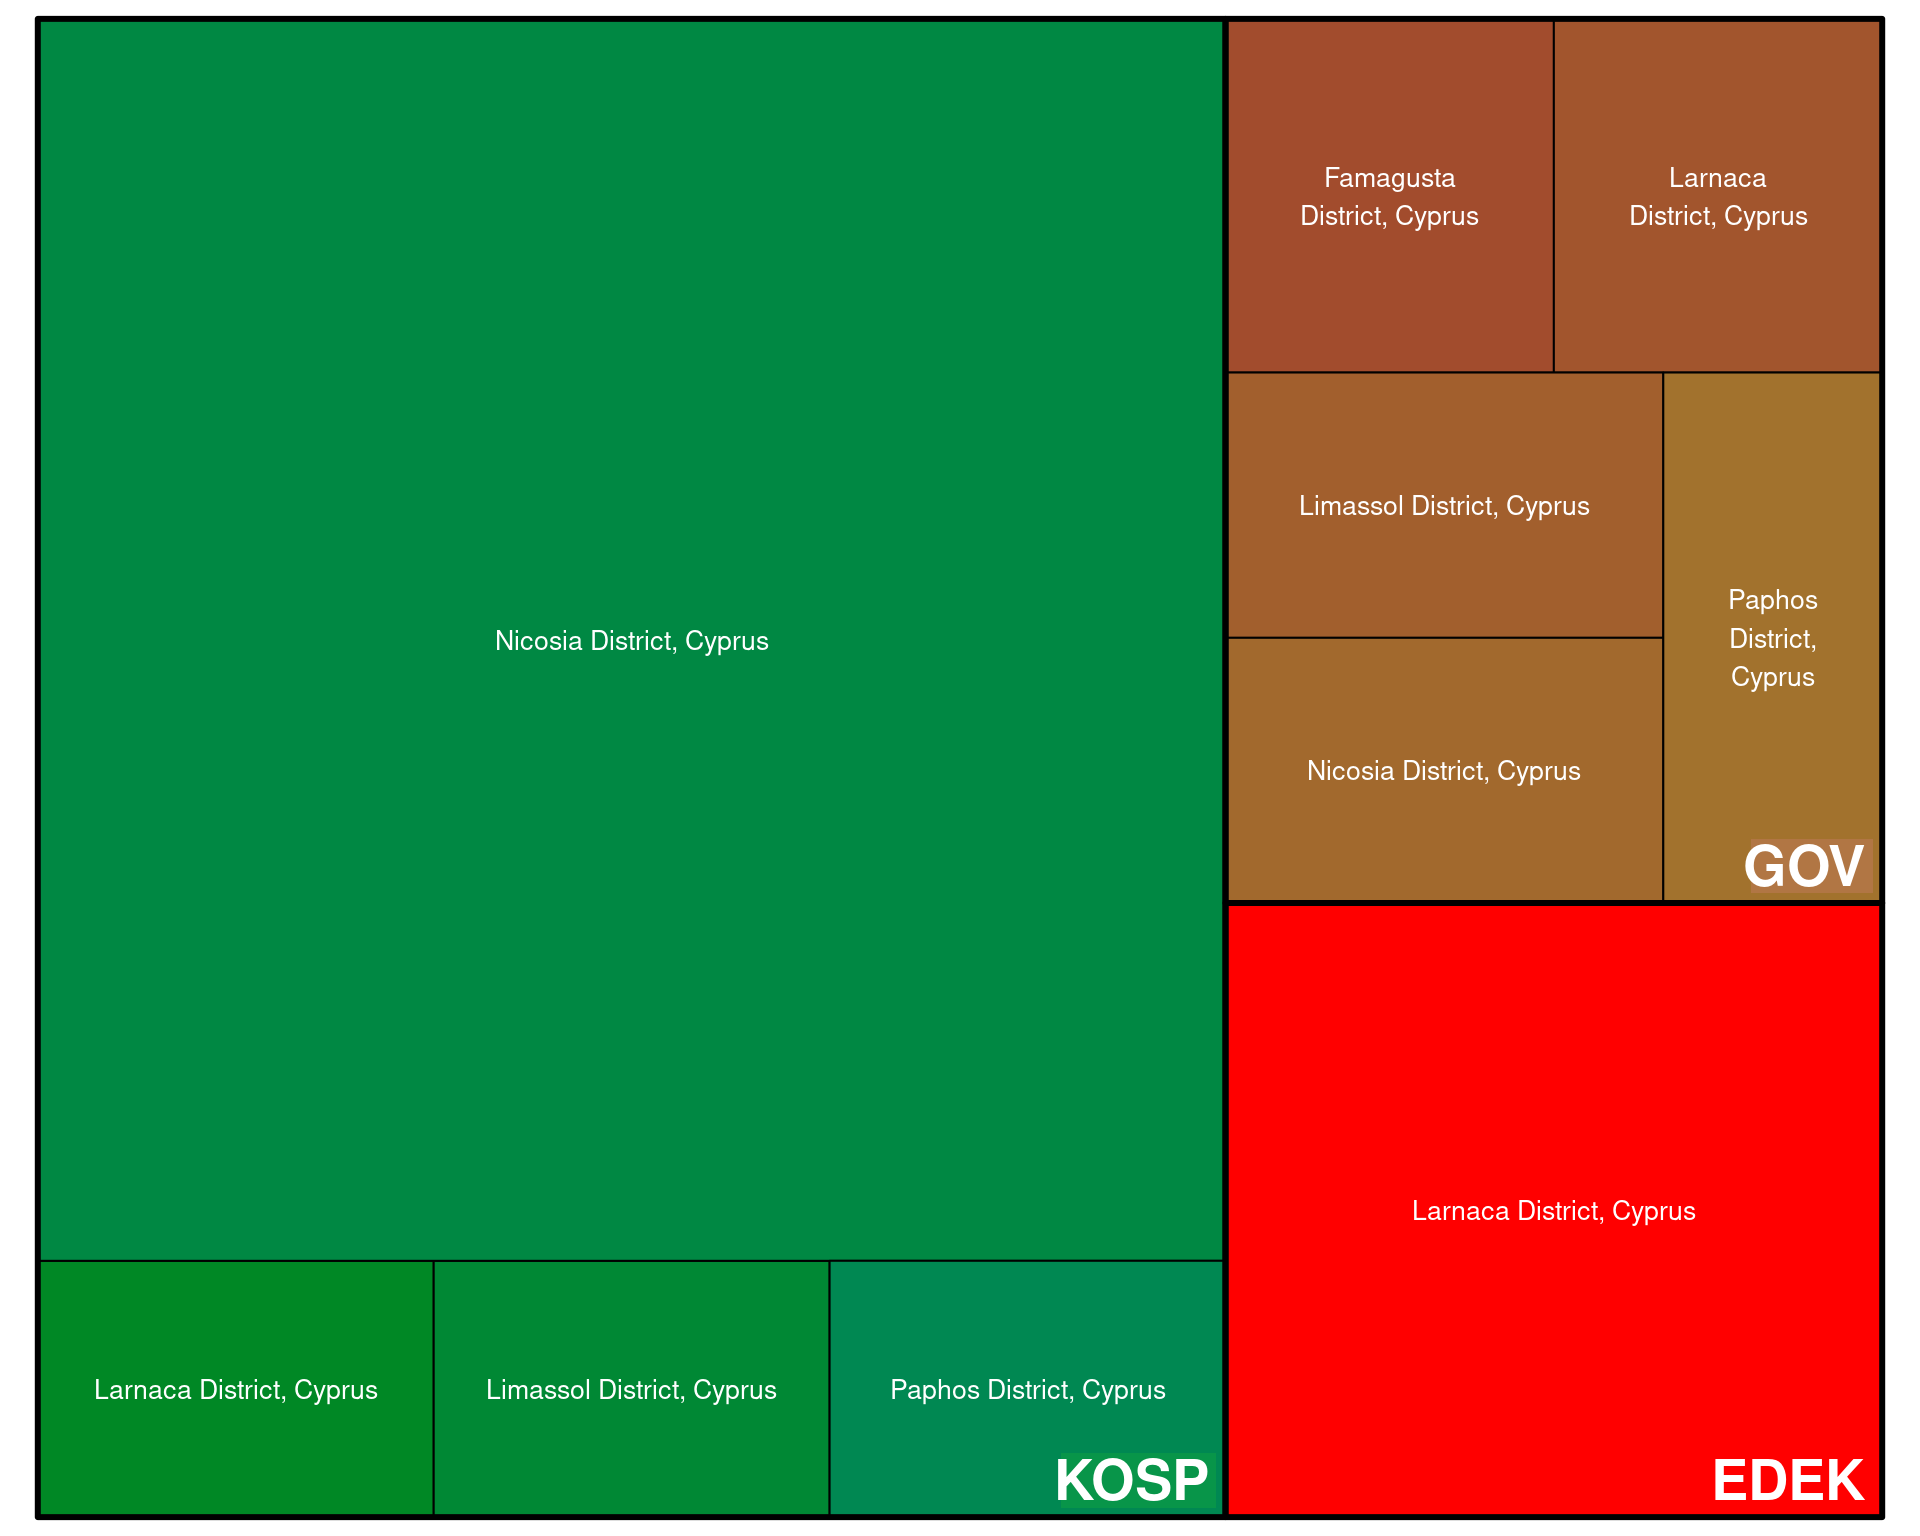 Nicosia District, Cyprus
Larnaca District, Cyprus
Limassol District, Cyprus
Paphos District, Cyprus
KOSP
Famagusta
District, Cyprus
Larnaca
District, Cyprus
Limassol District, Cyprus
Nicosia District, Cyprus
Paphos
District,
Cyprus
GOV
Larnaca District, Cyprus
EDEK